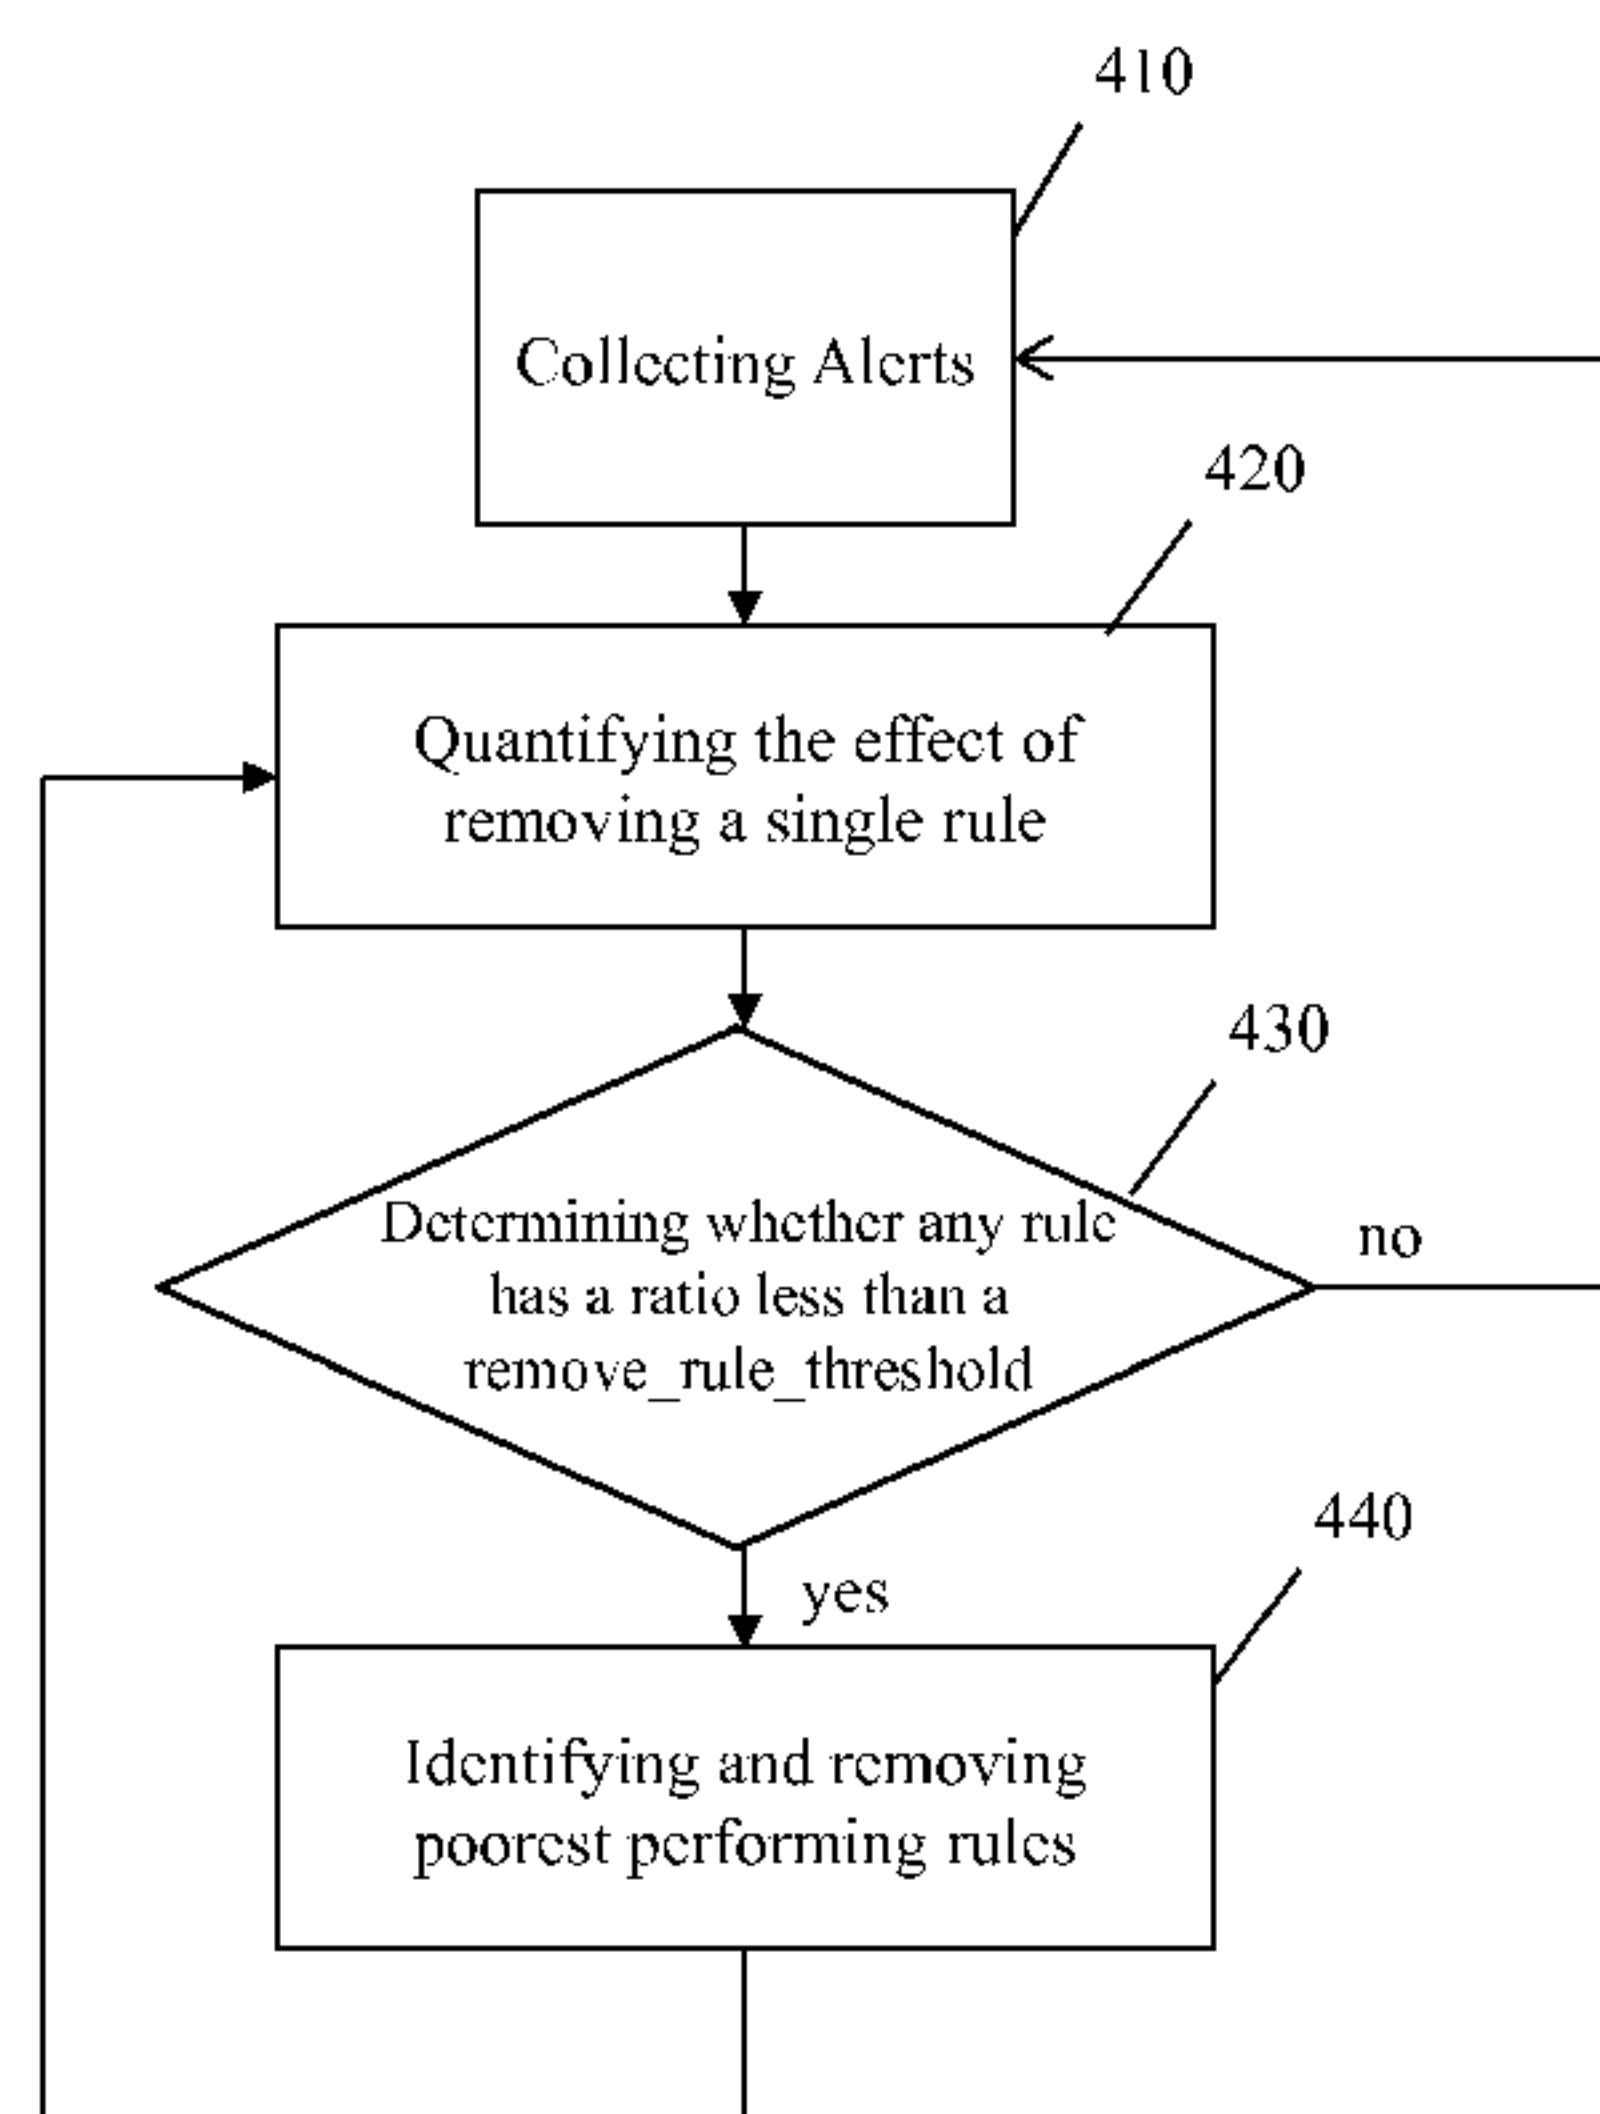 410
Collecting Alerts
420
Quantifying the effect of
removing a single rule
430
Determining whether any rule
has a ratio less than a
remove_rule_threshold
no
yes
440
Identifying and removing
poorest performing rules